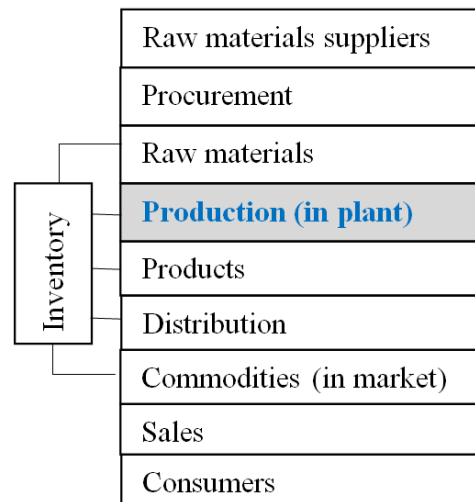 Raw materials suppliers
Procurement
Raw materials
Production (in plant)
Products
Distribution
Commodities (in market)
Sales
Consumers
Inventory